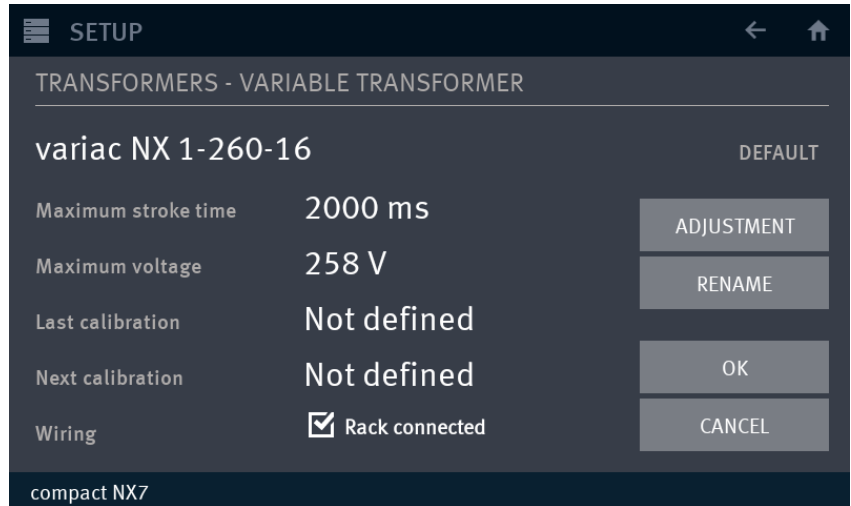 SETUP
TRANSFORMERS - VARIABLE TRANSFORMER
variac NX 1-260-16
DEFAULT
Maximum stroke time 2000 ms
ADJUSTMENT
Maximum voltage 258 V
RENAME
Last calibration Not defined
Next calibration Not defined
OK
Wiring Rack connected
CANCEL
compact NX7